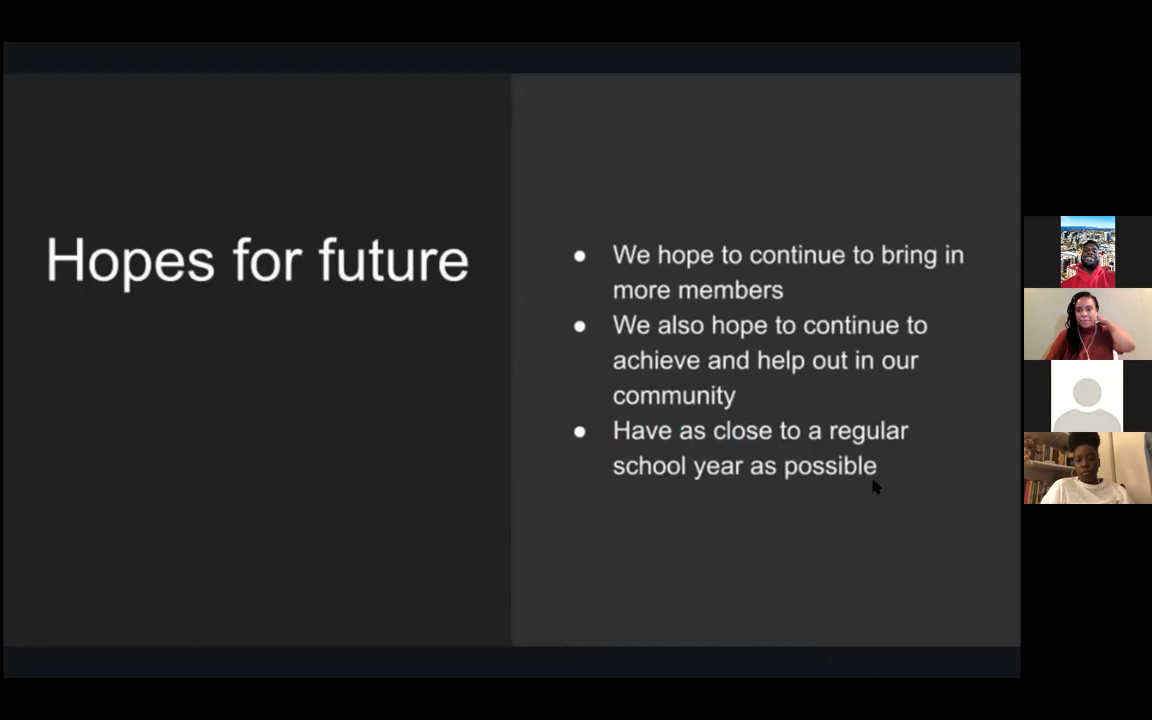 Hopes for future
● We hope to continue to bring in
more members
● We also hope to continue to
achieve and help out in our
community
● Have as close to a regular
school year as possible